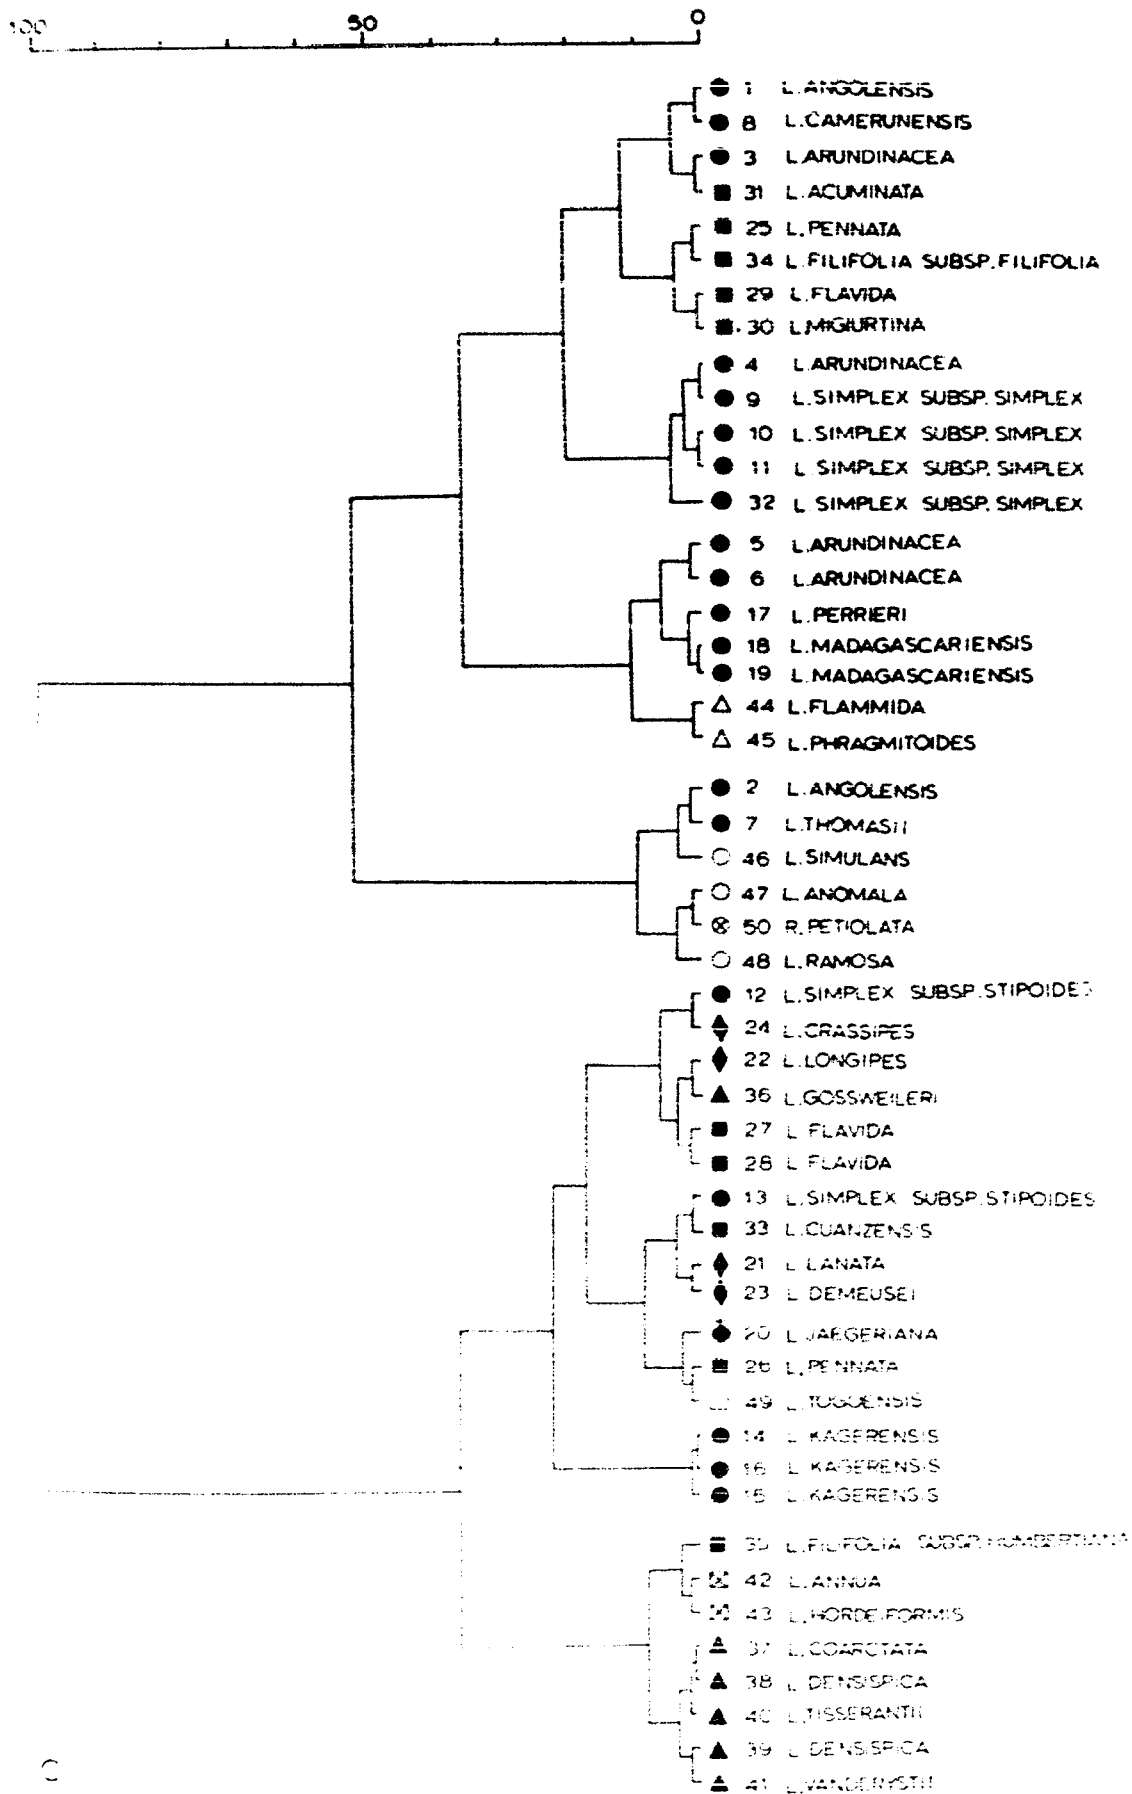 100 50 0
1 L.ANGOLENSIS
8 L.CAMERUNENSIS
3 L.ARUNDINACEA
31 L.ACUMINATA
25 L.PENNATA
34 L.FILIFOLIA SUBSP.FILIFOLIA
29 L.FLAVIDA
30 L.MIGIURTINA
4 L.ARUNDINACEA
9 L.SIMPLEX SUBSP.SIMPLEX
10 L.SIMPLEX SUBSP.SIMPLEX
11 L SIMPLEX SUBSP.SIMPLEX
32 L SIMPLEX SUBSP.SIMPLEX
5 L.ARUNDINACEA
6 L.ARUNDINACEA
17 L.PERRIERI
18 L.MADAGASCARIENSIS
19 L.MADAGASCARIENSIS
44 L.FLAMMIDA
45 L.PHRAGMITOIDES
2 L.ANGOLENSIS
7 L.THOMASII
46 L.SIMULANS
47 L.ANOMALA
50 R.PETIOLATA
48 L.RAMOSA
12 L.SIMPLEX SUBSP.STIPOIDES
24 L.CRASSIPES
22 L.LONGIPES
36 L.GOSSWEILERI
27 L FLAVIDA
28 L FLAVIDA
13 L.SIMPLEX SUBSP.STIPOIDES
33 L.CUANZENSIS
21 L LANATA
23 L DEMEUSEI
20 L.JAEGERIANA
26 L.PENNATA
49 L.TOGOENSIS
14 L KAGERENSIS
16 L KAGERENSIS
15 L KAGERENSIS
35 L.FILIFOLIA SUBSP.HUMBERTIANA
42 L.ANNUA
43 L.HORDEIFORMIS
37 L.COARCTATA
38 L DENSISPICA
40 L.TISSERANTII
39 L DENSISPICA
41 L.VANDERYSTII
C